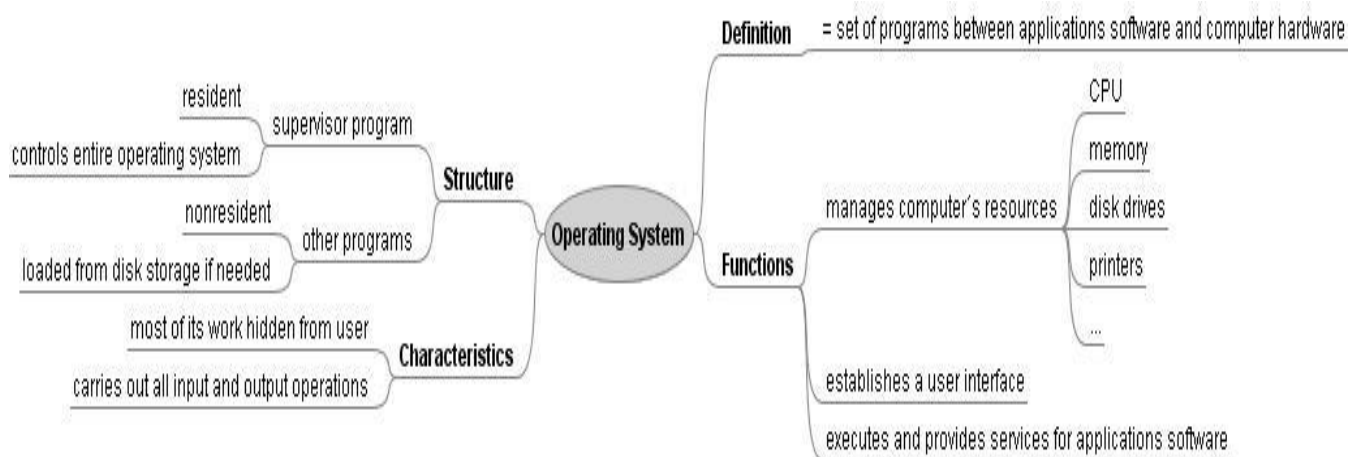 Operating System
Definition
= set of programs between applications software and computer hardware
Functions
manages computer´s resources
CPU
memory
disk drives
printers
...
establishes a user interface
executes and provides services for applications software
Structure
supervisor program
resident
controls entire operating system
other programs
nonresident
loaded from disk storage if needed
Characteristics
most of its work hidden from user
carries out all input and output operations